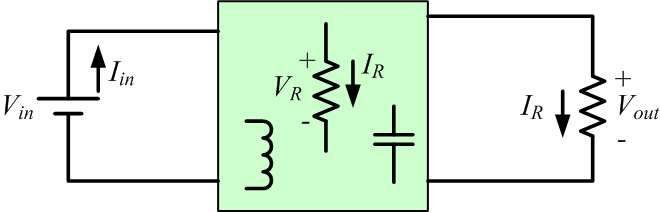 V_in
I_in
+
V_R
-
I_R
I_R
+
V_out
-